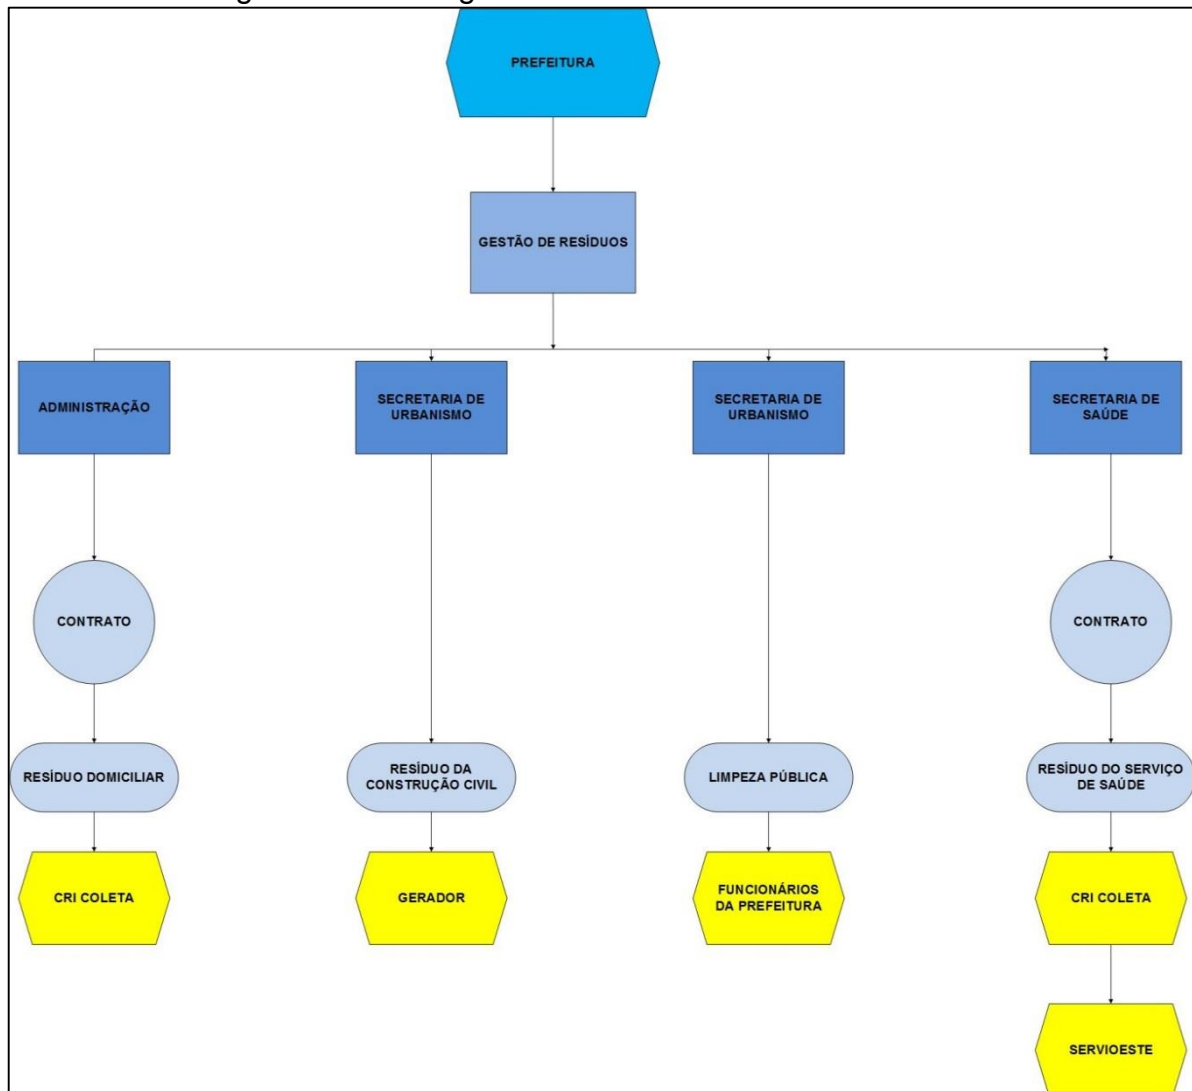 PREFEITURA
GESTÃO DE RESÍDUOS
ADMINISTRAÇÃO
SECRETARIA DE
URBANISMO
SECRETARIA DE
URBANISMO
SECRETARIA DE
SAÚDE
CONTRATO
CONTRATO
RESÍDUO DOMICILIAR
RESÍDUO DA
CONSTRUÇÃO CIVIL
LIMPEZA PÚBLICA
RESÍDUO DO SERVIÇO
DE SAÚDE
CRI COLETA
GERADOR
FUNCIONÁRIOS
DA PREFEITURA
CRI COLETA
SERVIOESTE